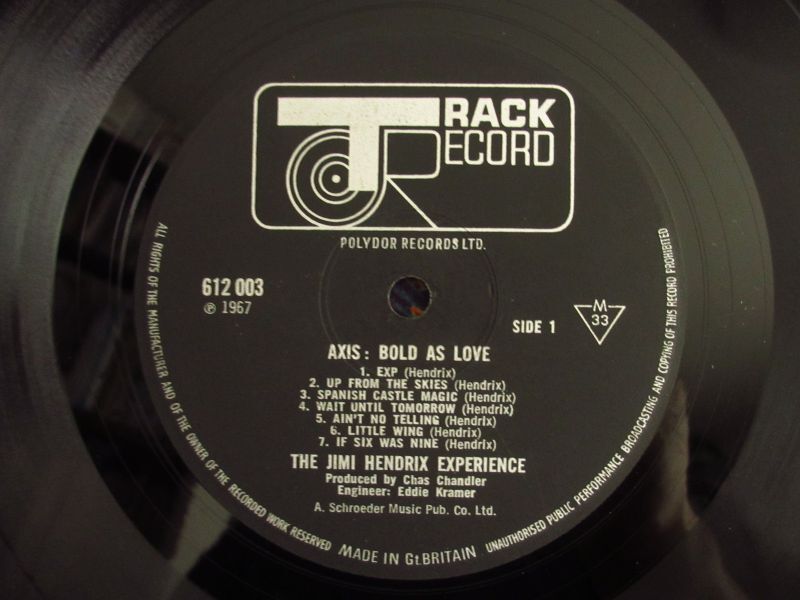 TRACK
RECORD
POLYDOR RECORDS LTD.
612 003
℗ 1967
SIDE 1
M
33
AXIS: BOLD AS LOVE
1. EXP (Hendrix)
2. UP FROM THE SKIES (Hendrix)
3. SPANISH CASTLE MAGIC (Hendrix)
4. WAIT UNTIL TOMORROW (Hendrix)
5. AIN'T NO TELLING (Hendrix)
6. LITTLE WING (Hendrix)
7. IF SIX WAS NINE (Hendrix)
THE JIMI HENDRIX EXPERIENCE
Produced by Chas Chandler
Engineer: Eddie Kramer
A. Schroeder Music Pub. Co. Ltd.
ALL RIGHTS OF THE MANUFACTURER AND OF THE OWNER OF THE RECORDED WORK RESERVED
MADE IN GT. BRITAIN
UNAUTHORISED PUBLIC PERFORMANCE BROADCASTING AND COPYING OF THIS RECORD PROHIBITED